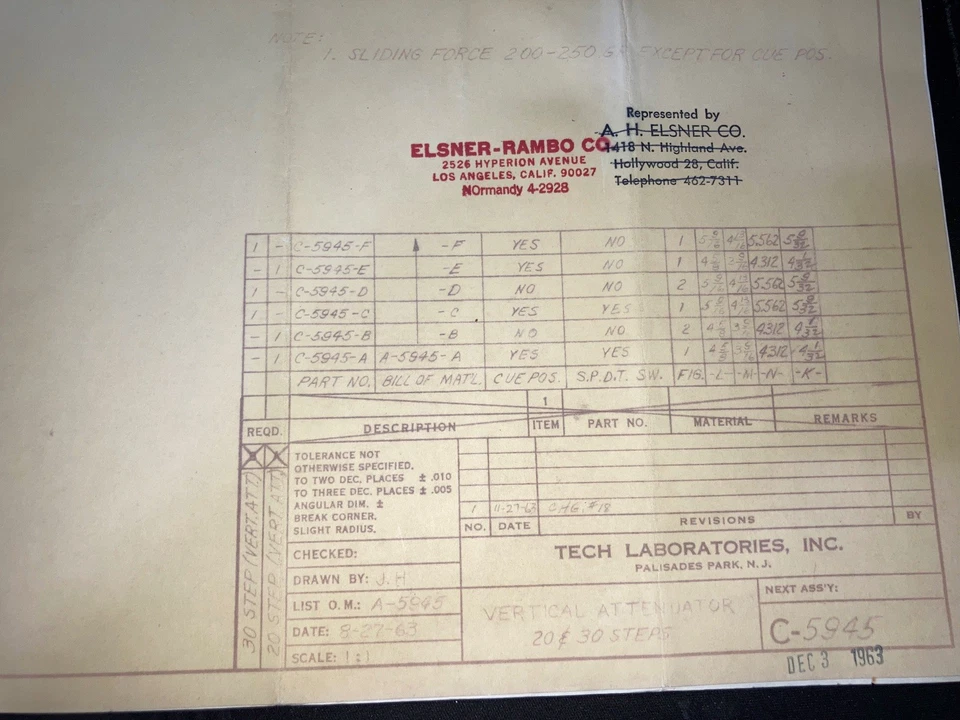 NOTE:
1. SLIDING FORCE 200-250 EXCEPT FOR CUE POS.
Represented by
A. H. ELSNER CO.
1418 N. Highland Ave.
Hollywood 28, Calif.
Telephone 462-7311
ELSNER-RAMBO CO.
2526 HYPERION AVENUE
LOS ANGELES, CALIF. 90027
NOrmandy 4-2928
1 - C-5945-F -F YES NO 1 5.562
- 1 C-5945-E -E YES NO 1 4.312
1 - C-5945-D -D NO NO 2 5.562
1 - C-5945-C -C YES YES 1 5.562
- 1 C-5945-B -B NO NO 2 4.312
- 1 C-5945-A A-5945-A YES YES 1 4.312
PART NO. BILL OF MAT'L CUE POS. S.P.D.T. SW. FIG. -L- -M- -N- -K-
1
REQD. DESCRIPTION ITEM PART NO. MATERIAL REMARKS
30 STEP (VERT. ATT)
20 STEP (VERT. ATT)
TOLERANCE NOT
OTHERWISE SPECIFIED.
TO TWO DEC. PLACES ± .010
TO THREE DEC. PLACES ± .005
ANGULAR DIM. ±
BREAK CORNER.
SLIGHT RADIUS.
1 11-27-63 CHG #18
NO. DATE REVISIONS BY
CHECKED:
DRAWN BY: J.H
LIST O.M.: A-5945
DATE: 8-27-63
SCALE: 1:1
TECH LABORATORIES, INC.
PALISADES PARK, N. J.
VERTICAL ATTENUATOR
20 & 30 STEPS
NEXT ASS'Y:
C-5945
DEC 3 1963